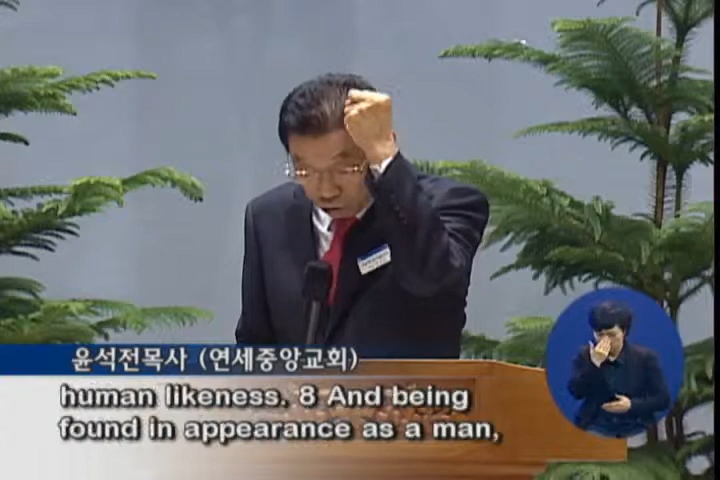 윤석전목사 (연세중앙교회)
human likeness. 8 And being
found in appearance as a man,